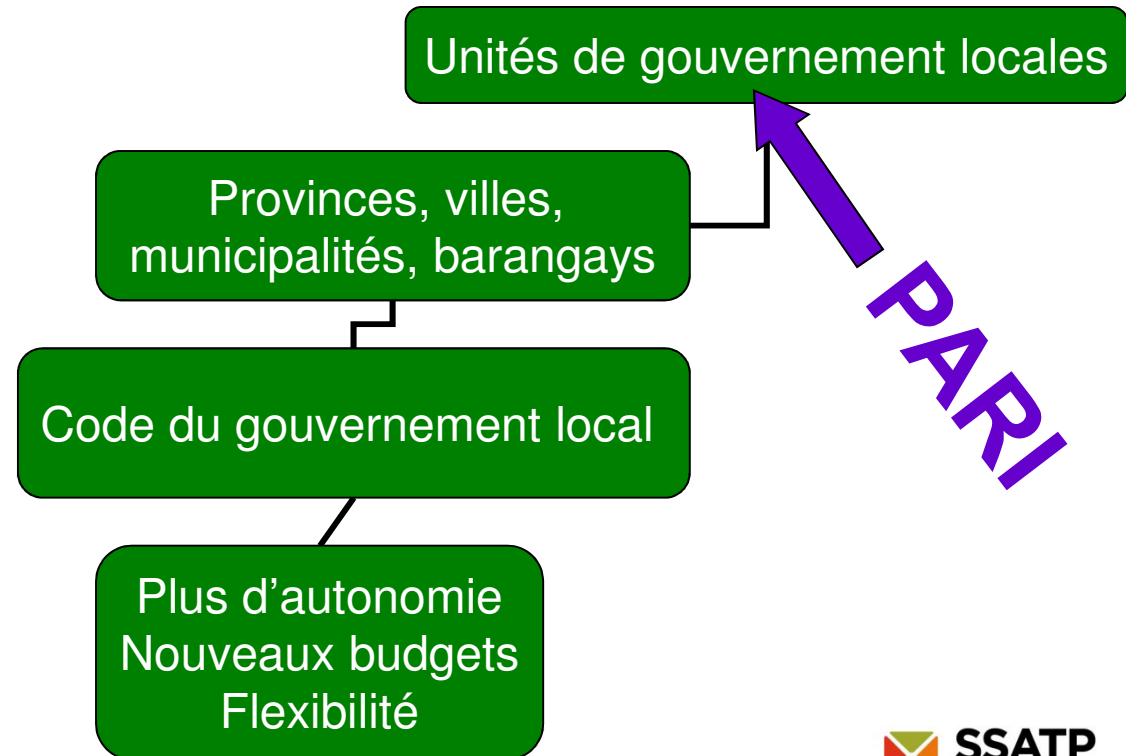 Unités de gouvernement locales
Provinces, villes,
municipalités, barangays
PARI
Code du gouvernement local
Plus d’autonomie
Nouveaux budgets
Flexibilité
SSATP